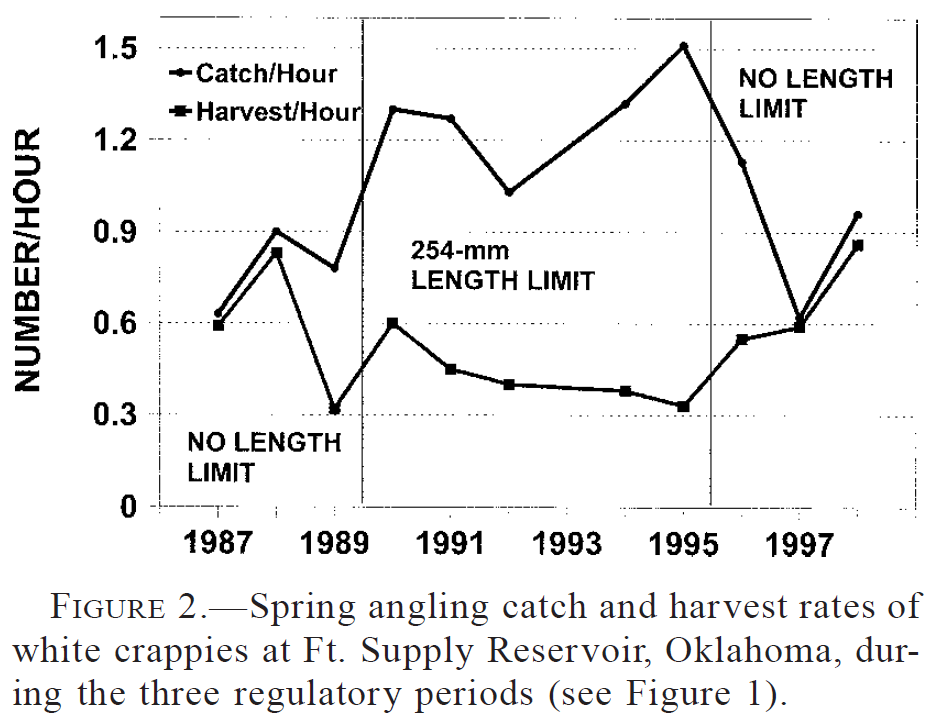 NUMBER/HOUR
1.5
1.2
0.9
0.6
0.3
0
Catch/Hour
Harvest/Hour
NO LENGTH
LIMIT
254-mm
LENGTH LIMIT
NO LENGTH
LIMIT
1987 1989 1991 1993 1995 1997
FIGURE 2.—Spring angling catch and harvest rates of
white crappies at Ft. Supply Reservoir, Oklahoma, dur-
ing the three regulatory periods (see Figure 1).